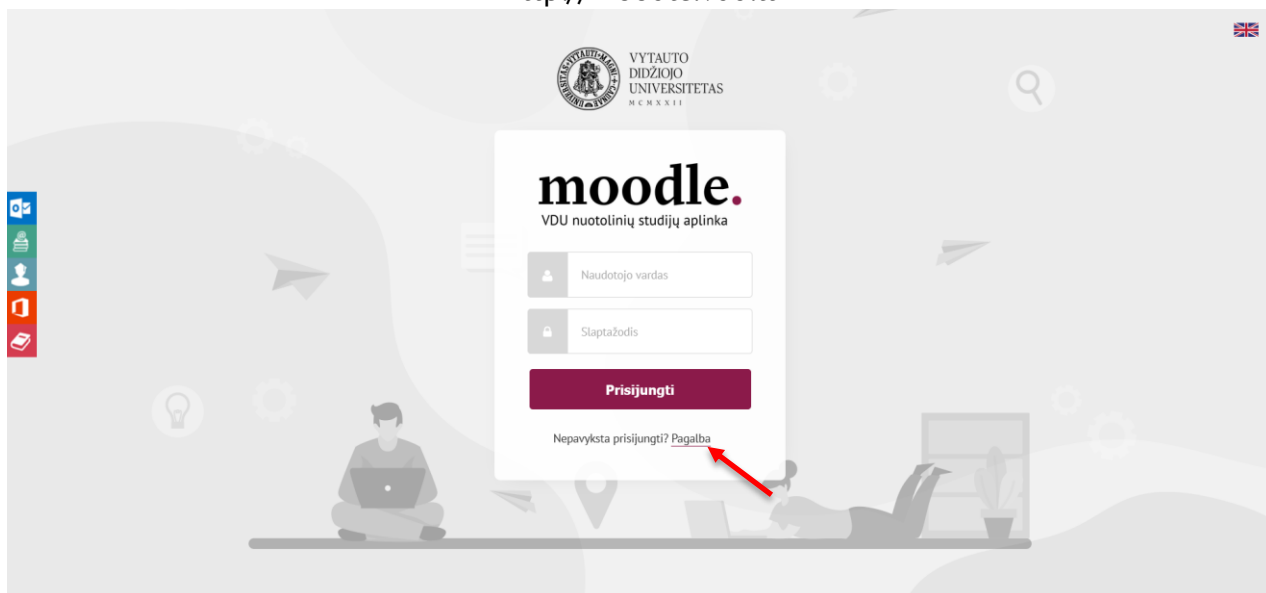 VYTAUTO
DIDŽIOJO
UNIVERSITETAS
MCMXXII
moodle.
VDU nuotolinių studijų aplinka
Naudotojo vardas
Slaptažodis
Prisijungti
Nepavyksta prisijungti? Pagalba